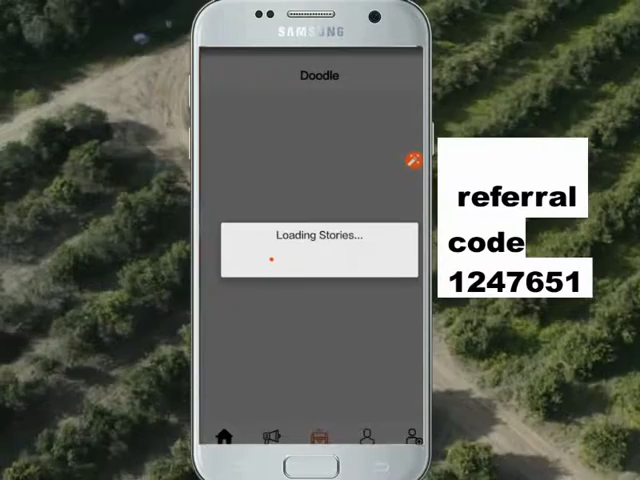 SAMSUNG
Doodle
Loading Stories...
referral
code
1247651